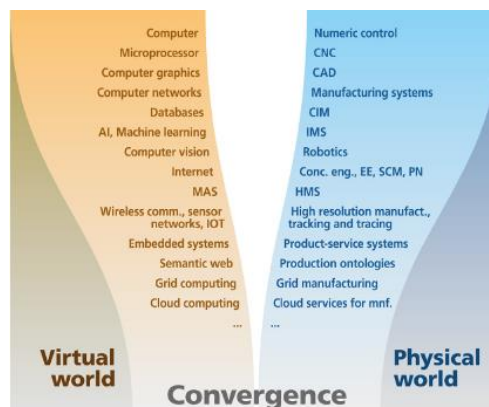 Computer
Microprocessor
Computer graphics
Computer networks
Databases
AI, Machine learning
Computer vision
Internet
MAS
Wireless comm., sensor
networks, IOT
Embedded systems
Semantic web
Grid computing
Cloud computing
...
Numeric control
CNC
CAD
Manufacturing systems
CIM
IMS
Robotics
Conc. eng., EE, SCM, PN
HMS
High resolution manufact.,
tracking and tracing
Product-service systems
Production ontologies
Grid manufacturing
Cloud services for mnf.
...
Virtual
world
Physical
world
Convergence